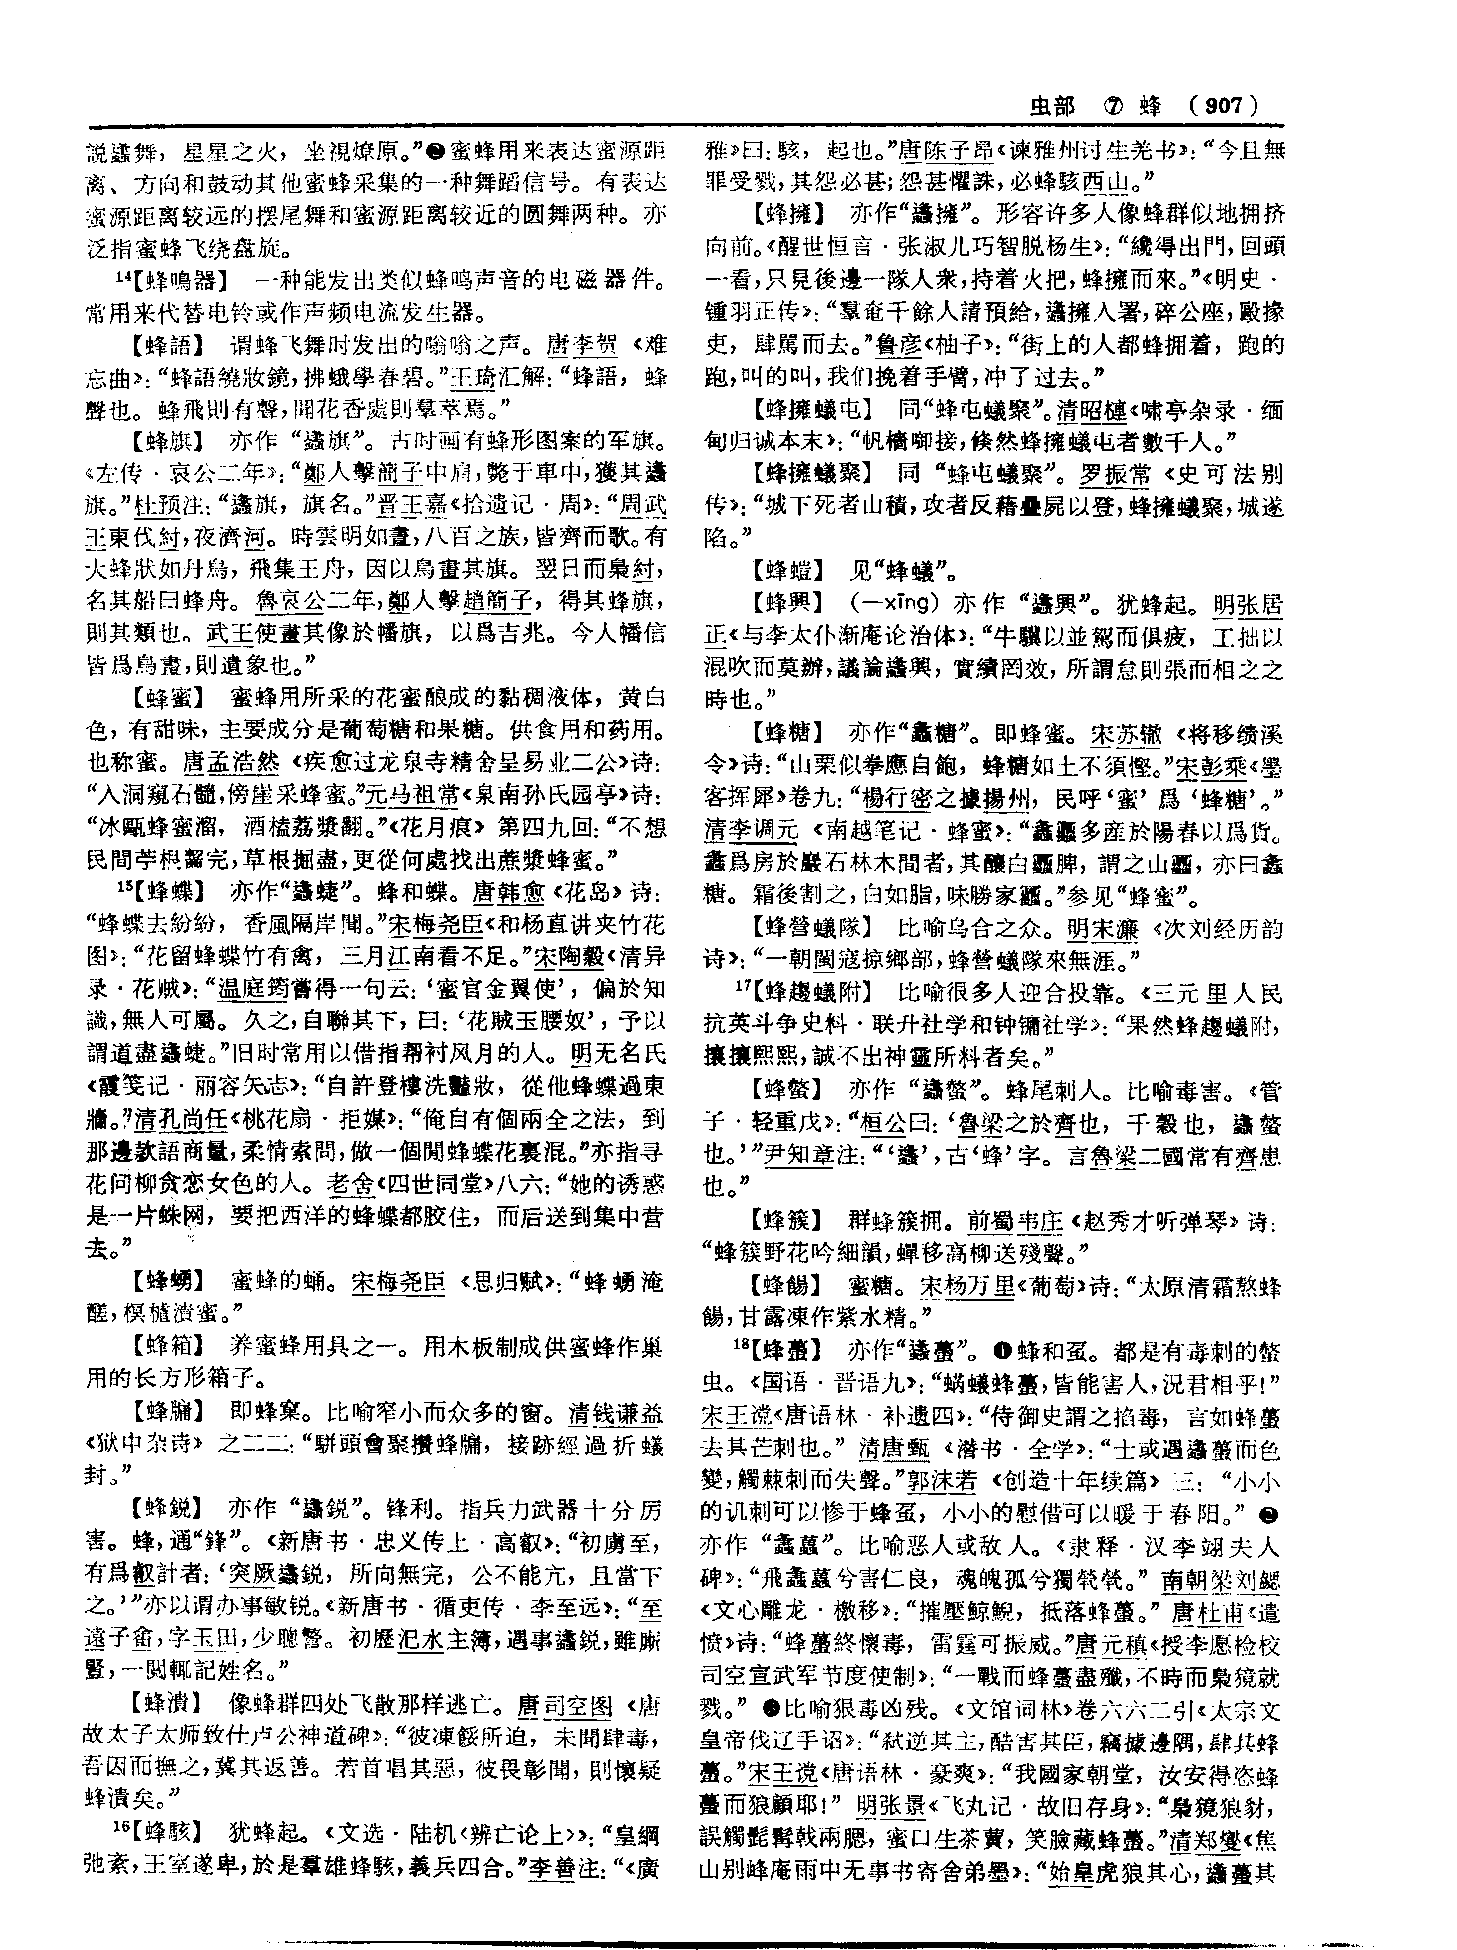 虫部　⑦　蜂　（907）
説蠭舞，星星之火，坐視燎原。”❷蜜蜂用来表达蜜源距
离、方向和鼓动其他蜜蜂采集的一种舞蹈信号。有表达
蜜源距离较远的摆尾舞和蜜源距离较近的圆舞两种。亦
泛指蜜蜂飞绕盘旋。
14【蜂鳴器】　一种能发出类似蜂鸣声音的电磁器件。
常用来代替电铃或作声频电流发生器。
【蜂語】　谓蜂飞舞时发出的嗡嗡之声。唐李贺《难
忘曲》：“蜂語繞妝鏡，拂蛾學春碧。”王琦汇解：“蜂語，蜂
聲也。蜂飛則有聲，聞花香處則羣萃焉。”
【蜂旗】　亦作“蠭旗”。古时画有蜂形图案的军旗。
《左传·哀公二年》：“鄭人擊簡子中肩，斃于車中，獲其蠭
旗。”杜预注：“蠭旗，旗名。”晋王嘉《拾遗记·周》：“周武
王東伐紂，夜濟河。時雲明如晝，八百之族，皆齊而歌。有
大蜂狀如丹鳥，飛集王舟，因以鳥畫其旗。翌日而梟紂，
名其船曰蜂舟。魯哀公二年，鄭人擊趙簡子，得其蜂旗，
則其類也。武王使畫其像於幡旗，以爲吉兆。今人幡信
皆爲鳥畫，則遺象也。”
【蜂蜜】　蜜蜂用所采的花蜜酿成的黏稠液体，黄白
色，有甜味，主要成分是葡萄糖和果糖。供食用和药用。
也称蜜。唐孟浩然《疾愈过龙泉寺精舍呈易业二公》诗：
“入洞窺石髓，傍崖采蜂蜜。”元马祖常《泉南孙氏园亭》诗：
“冰甌蜂蜜溜，酒榼荔漿翻。”《花月痕》第四九回：“不想
民間苧根齧完，草根掘盡，更從何處找出蔗漿蜂蜜。”
15【蜂蝶】　亦作“蠭蜨”。蜂和蝶。唐韩愈《花岛》诗：
“蜂蝶去紛紛，香風隔岸聞。”宋梅尧臣《和杨直讲夹竹花
图》：“花留蜂蝶竹有禽，三月江南看不足。”宋陶穀《清异
录·花贼》：“温庭筠嘗得一句云：‘蜜官金翼使’，偏於知
識，無人可屬。久之，自聯其下，曰：‘花賊玉腰奴’，予以
謂道盡蠭蜨。”旧时常用以借指帮衬风月的人。明无名氏
《霞笺记·丽容矢志》：“自許登樓洗豔妝，從他蜂蝶過東
牆。”清孔尚任《桃花扇·拒媒》：“俺自有個兩全之法，到
那邊款語商量，柔情索問，做一個閒蜂蝶花裏混。”亦指寻
花问柳贪恋女色的人。老舍《四世同堂》八六：“她的诱惑
是一片蛛网，要把西洋的蜂蝶都胶住，而后送到集中营
去。”
【蜂蛹】　蜜蜂的蛹。宋梅尧臣《思归赋》：“蜂蛹淹
醝，榠樝漬蜜。”
【蜂箱】　养蜜蜂用具之一。用木板制成供蜜蜂作巢
用的长方形箱子。
【蜂牖】　即蜂窠。比喻窄小而众多的窗。清钱谦益
《狱中杂诗》之二二：“駢頭會聚攢蜂牖，接跡經過折蟻
封。”
【蜂鋭】　亦作“蠭鋭”。锋利。指兵力武器十分厉
害。蜂，通“鋒”。《新唐书·忠义传上·高叡》：“初虜至，
有爲叡計者：‘突厥蠭鋭，所向無完，公不能亢，且當下
之。’”亦以谓办事敏锐。《新唐书·循吏传·李至远》：“至
遠子畬，字玉田，少聰警。初歷汜水主簿，遇事蠭鋭，雖厮
豎，一閲輒記姓名。”
【蜂潰】　像蜂群四处飞散那样逃亡。唐司空图《唐
故太子太师致仕卢公神道碑》：“彼凍餒所迫，未聞肆毒，
吾因而撫之，冀其返善。若首唱其惡，彼畏彰聞，則懷疑
蜂潰矣。”
16【蜂駭】　犹蜂起。《文选·陆机〈辨亡论上〉》：“皇綱
弛紊，王室遂卑，於是羣雄蜂駭，義兵四合。”李善注：“《廣
雅》曰：駭，起也。”唐陈子昂《谏雅州讨生羌书》：“今且無
罪受戮，其怨必甚；怨甚懼誅，必蜂駭西山。”
【蜂擁】　亦作“蠭擁”。形容许多人像蜂群似地拥挤
向前。《醒世恒言·张淑儿巧智脱杨生》：“纔得出門，回頭
一看，只見後邊一隊人衆，持着火把，蜂擁而來。”《明史·
锺羽正传》：“羣奄千餘人請預給，蠭擁入署，碎公座，毆掾
吏，肆罵而去。”鲁彦《柚子》：“街上的人都蜂拥着，跑的
跑，叫的叫，我们挽着手臂，冲了过去。”
【蜂擁蟻屯】　同“蜂屯蟻聚”。清昭槤《啸亭杂录·缅
甸归诚本末》：“帆檣啣接，倏然蜂擁蟻屯者數千人。”
【蜂擁蟻聚】　同“蜂屯蟻聚”。罗振常《史可法别
传》：“城下死者山積，攻者反藉疊屍以登，蜂擁蟻聚，城遂
陷。”
【蜂螘】　见“蜂蟻”。
【蜂興】　（—xīng）亦作“蠭興”。犹蜂起。明张居
正《与李太仆渐庵论治体》：“牛驥以並駕而俱疲，工拙以
混吹而莫辦，議論蠭興，實績罔效，所謂怠則張而相之之
時也。”
【蜂糖】　亦作“蠭糖”。即蜂蜜。宋苏辙《将移绩溪
令》诗：“山栗似拳應自飽，蜂糖如土不須慳。”宋彭乘《墨
客挥犀》卷九：“楊行密之據揚州，民呼‘蜜’爲‘蜂糖’。”
清李调元《南越笔记·蜂蜜》：“蠭蠠多産於陽春以爲貨。
蠭爲房於巖石林木間者，其釀白蠠脾，謂之山蠠，亦曰蠭
糖。霜後割之，白如脂，味勝家蠠。”参见“蜂蜜”。
【蜂營蟻隊】　比喻乌合之众。明宋濂《次刘经历韵
诗》：“一朝閩寇掠鄉部，蜂營蟻隊來無涯。”
17【蜂趨蟻附】　比喻很多人迎合投靠。《三元里人民
抗英斗争史料·联升社学和钟镛社学》：“果然蜂趨蟻附，
攘攘熙熙，誠不出神靈所料者矣。”
【蜂螫】　亦作“蠭螫”。蜂尾刺人。比喻毒害。《管
子·轻重戊》：“桓公曰：‘魯梁之於齊也，千穀也，蠭螫
也。’”尹知章注：“‘蠭’，古‘蜂’字。言魯梁二國常有齊患
也。”
【蜂簇】　群蜂簇拥。前蜀韦庄《赵秀才听弹琴》诗：
“蜂簇野花吟細韻，蟬移高柳送殘聲。”
【蜂餳】　蜜糖。宋杨万里《葡萄》诗：“太原清霜熬蜂
餳，甘露凍作紫水精。”
18【蜂蠆】　亦作“蠭蠆”。❶蜂和虿。都是有毒刺的螫
虫。《国语·晋语九》：“蜹蟻蜂蠆，皆能害人，況君相乎！”
宋王谠《唐语林·补遗四》：“侍御史謂之掐毒，言如蜂蠆
去其芒刺也。”清唐甄《潜书·全学》：“士或遇蠭蠆而色
變，觸棘刺而失聲。”郭沫若《创造十年续篇》三：“小小
的讥刺可以惨于蜂虿，小小的慰借可以暖于春阳。”❷
亦作“蠭蠆”。比喻恶人或敌人。《隶释·汉李翊夫人
碑》：“飛蠭蠆兮害仁良，魂魄孤兮獨煢煢。”南朝梁刘勰
《文心雕龙·檄移》：“摧壓鯨鯢，抵落蜂蠆。”唐杜甫《遣
愤》诗：“蜂蠆終懷毒，雷霆可振威。”唐元稹《授李愿检校
司空宣武军节度使制》：“一戰而蜂蠆盡殲，不時而梟獍就
戮。”❸比喻狠毒凶残。《文馆词林》卷六六二引《太宗文
皇帝伐辽手诏》：“弑逆其主，酷害其臣，竊據邊隅，肆其蜂
蠆。”宋王谠《唐语林·豪爽》：“我國家朝堂，汝安得恣蜂
蠆而狼顧耶！”明张景《飞丸记·故旧存身》：“梟獍狼豺，
誤觸髭髯戟兩腮，蜜口生荼蕢，笑臉藏蜂蠆。”清郑燮《焦
山别峰庵雨中无事书寄舍弟墨》：“始皇虎狼其心，蠭蠆其